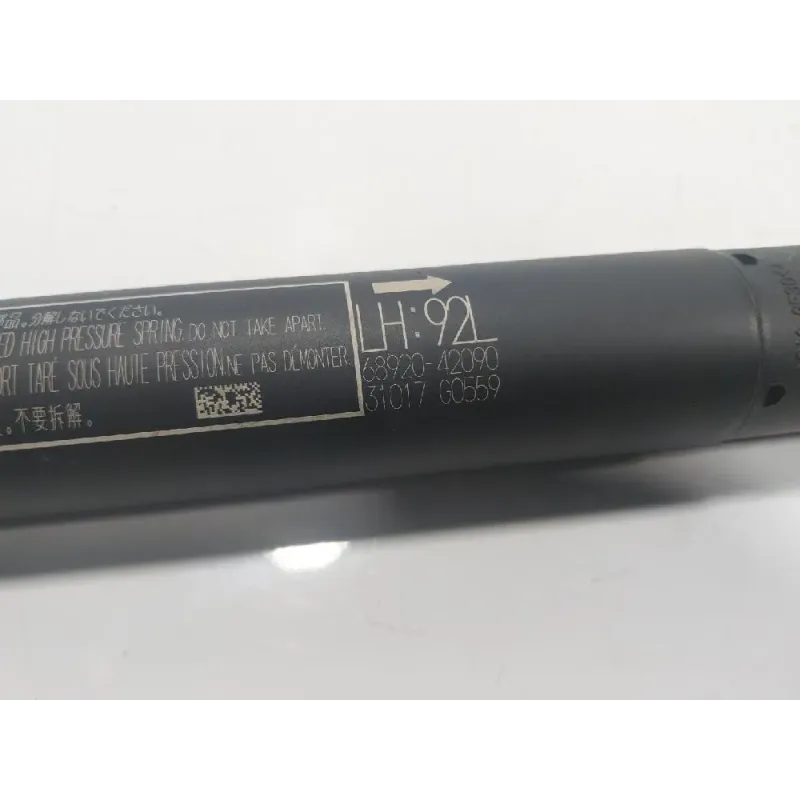 品。分解しないでください。
ED HIGH PRESSURE SPRING. DO NOT TAKE APART.
ORT TARÉ SOUS HAUTE PRESSION. NE PAS DÉMONTER.
。不要拆解。
LH:92L
68920-42090
31017 G0559